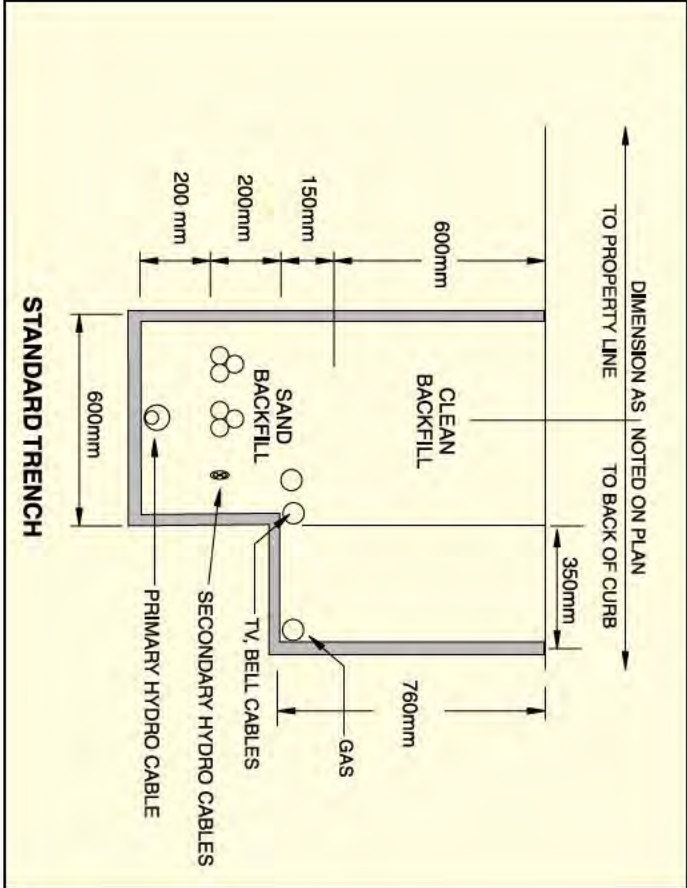 DIMENSION AS NOTED ON PLAN
TO PROPERTY LINE
TO BACK OF CURB
350mm
600mm
150mm
200mm
200 mm
760mm
CLEAN
BACKFILL
SAND
BACKFILL
GAS
TV, BELL CABLES
SECONDARY HYDRO CABLES
PRIMARY HYDRO CABLE
600mm
STANDARD TRENCH